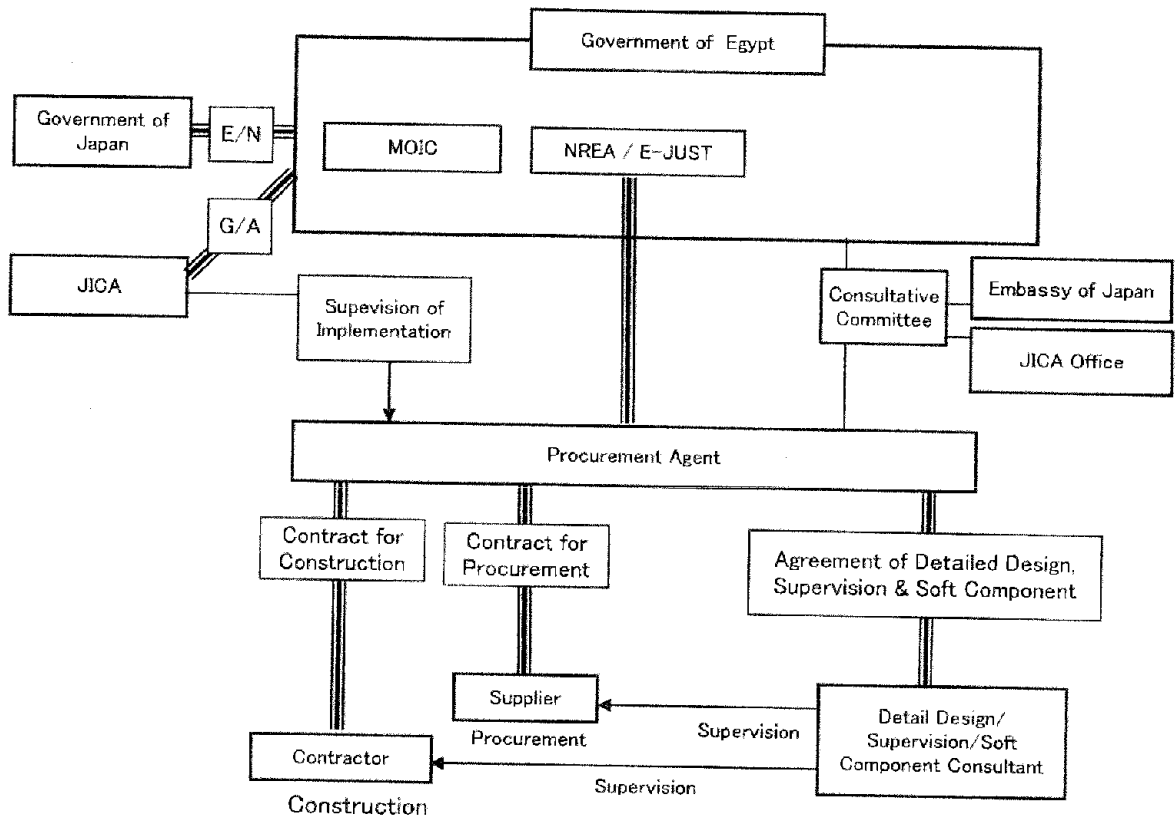 Government of Egypt
Government of
Japan
E/N
MOIC
NREA / E-JUST
G/A
JICA
Supevision of
Implementation
Consultative
Committee
Embassy of Japan
JICA Office
Procurement Agent
Contract for
Construction
Contract for
Procurement
Agreement of Detailed Design,
Supervision & Soft Component
Supplier
Procurement
Supervision
Detail Design/
Supervision/Soft
Component Consultant
Contractor
Supervision
Construction